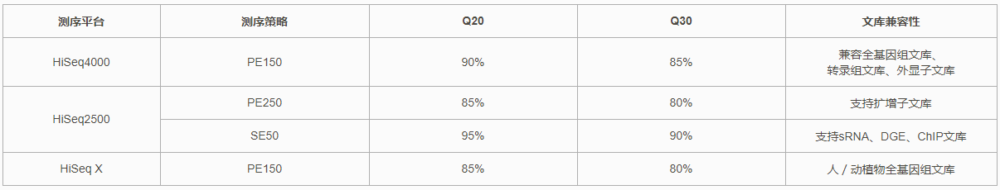 测序平台 测序策略 Q20 Q30 文库兼容性
HiSeq4000 PE150 90% 85% 兼容全基因组文库、
转录组文库、外显子文库
HiSeq2500 PE250 85% 80% 支持扩增子文库
SE50 95% 90% 支持sRNA、DGE、ChIP文库
HiSeq X PE150 85% 80% 人 / 动植物全基因组文库